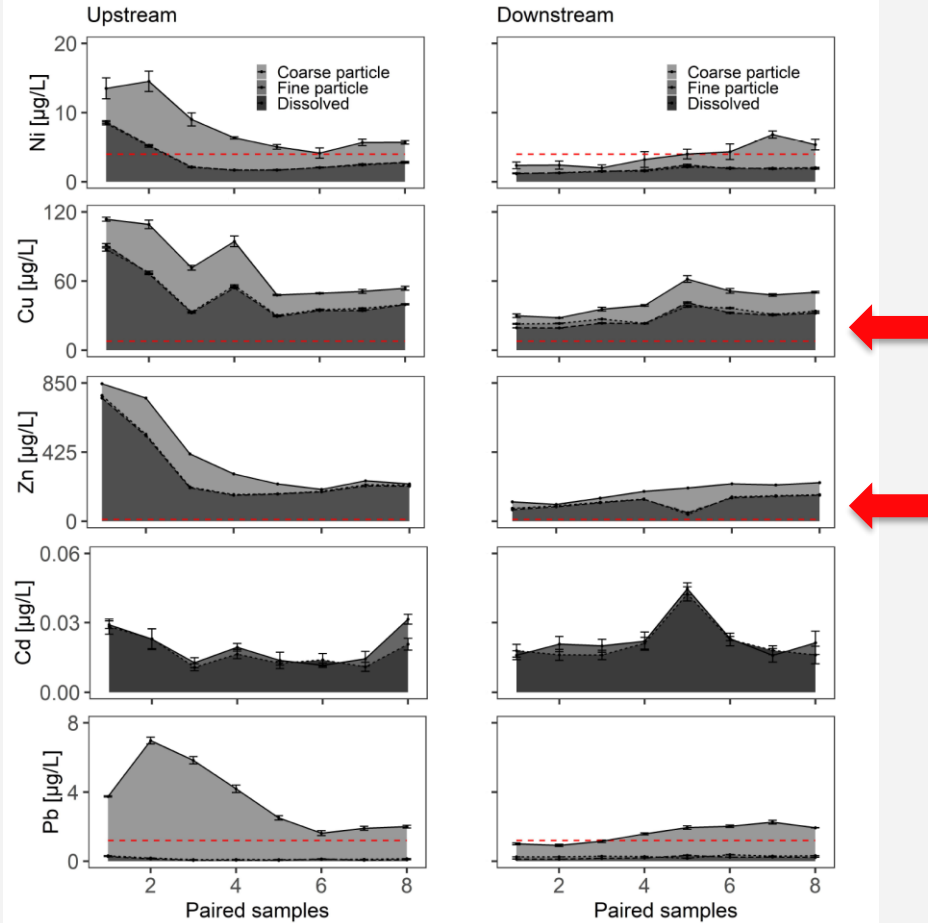 Upstream
Downstream
Ni [µg/L]
20
10
0
Coarse particle
Fine particle
Dissolved
Coarse particle
Fine particle
Dissolved
Cu [µg/L]
120
60
0
Zn [µg/L]
850
425
0
Cd [µg/L]
0.06
0.03
0.00
Pb [µg/L]
8
4
0
2 4 6 8
2 4 6 8
Paired samples
Paired samples